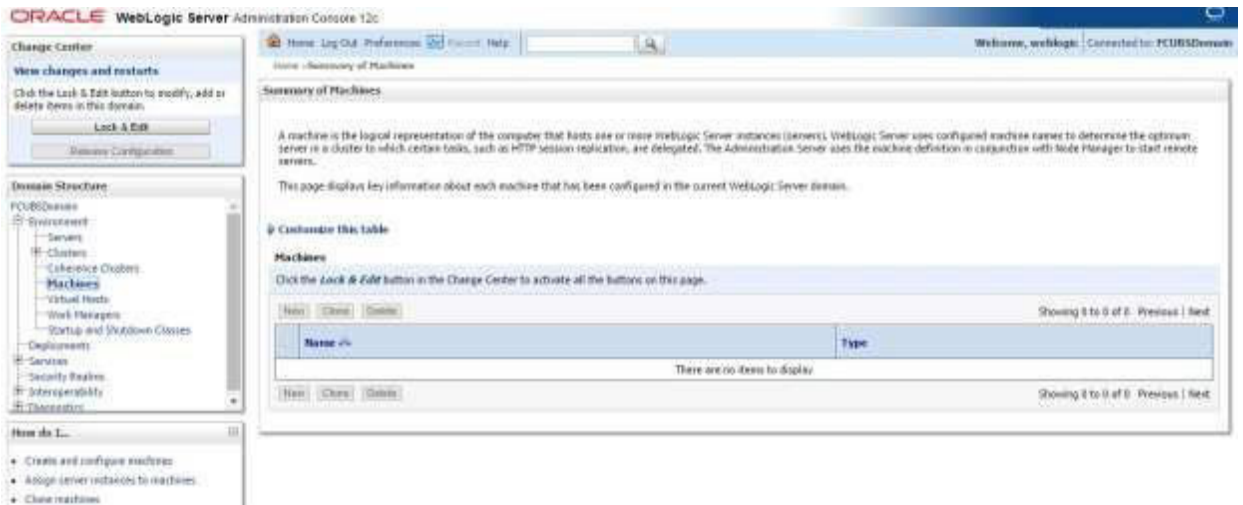 ORACLE WebLogic Server Administration Console 12c
Change Center
View changes and restarts
Click the Lock & Edit button to modify, add or
delete items in this domain.
Lock & Edit
Release Configuration
Domain Structure
FCUBSDomain
Environment
Servers
Clusters
Coherence Clusters
Machines
Virtual Hosts
Work Managers
Startup and Shutdown Classes
Deployments
Services
Security Realms
Interoperability
Diagnostics
How do I...
Create and configure machines
Assign server instances to machines
Clone machines
Home Log Out Preferences Record Help
Welcome, weblogic Connected to: FCUBSDomain
Home >Summary of Machines
Summary of Machines
A machine is the logical representation of the computer that hosts one or more WebLogic Server instances (servers). WebLogic Server uses configured machine names to determine the optimum
server in a cluster to which certain tasks, such as HTTP session replication, are delegated. The Administration Server uses the machine definition in conjunction with Node Manager to start remote
servers.
This page displays key information about each machine that has been configured in the current WebLogic Server domain.
Customize this table
Machines
Click the Lock & Edit button in the Change Center to activate all the buttons on this page.
New Clone Delete Showing 0 to 0 of 0 Previous | Next
Name Type
There are no items to display
New Clone Delete Showing 0 to 0 of 0 Previous | Next